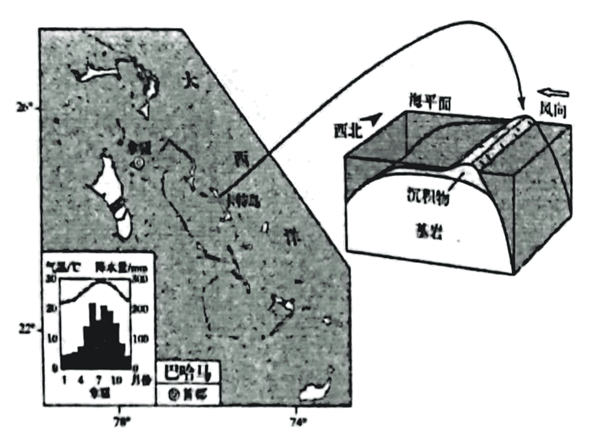 大
西
洋
26°
22°
78°
74°
拿骚
卡特岛
气温/℃ 降水量/mm
30 300
20 200
10 100
0 0
1 4 7 10 月份
拿骚
巴哈马
◎首都
海平面
风向
西北
沉积物
基岩